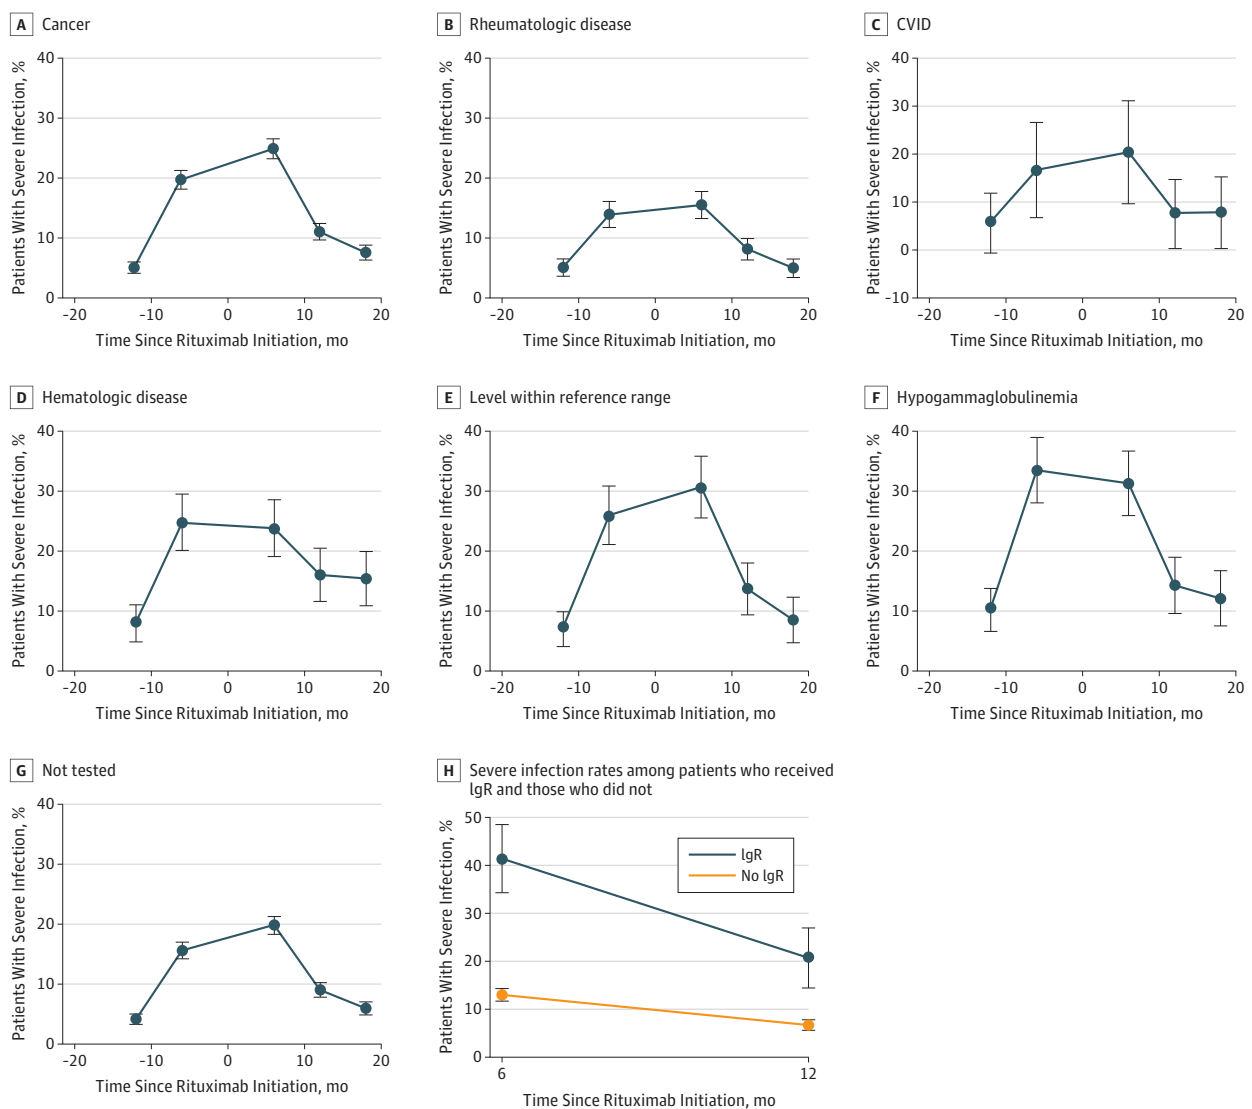 A Cancer
40
30
20
10
0
Patients With Severe Infection, %
-20 -10 0 10 20
Time Since Rituximab Initiation, mo
B Rheumatologic disease
40
30
20
10
0
Patients With Severe Infection, %
-20 -10 0 10 20
Time Since Rituximab Initiation, mo
C CVID
40
30
20
10
0
-10
Patients With Severe Infection, %
-20 -10 0 10 20
Time Since Rituximab Initiation, mo
D Hematologic disease
40
30
20
10
0
Patients With Severe Infection, %
-20 -10 0 10 20
Time Since Rituximab Initiation, mo
E Level within reference range
40
30
20
10
0
Patients With Severe Infection, %
-20 -10 0 10 20
Time Since Rituximab Initiation, mo
F Hypogammaglobulinemia
40
30
20
10
0
Patients With Severe Infection, %
-20 -10 0 10 20
Time Since Rituximab Initiation, mo
G Not tested
40
30
20
10
0
Patients With Severe Infection, %
-20 -10 0 10 20
Time Since Rituximab Initiation, mo
H Severe infection rates among patients who received
lgR and those who did not
50
40
30
20
10
0
Patients With Severe Infection, %
lgR
No lgR
6 12
Time Since Rituximab Initiation, mo